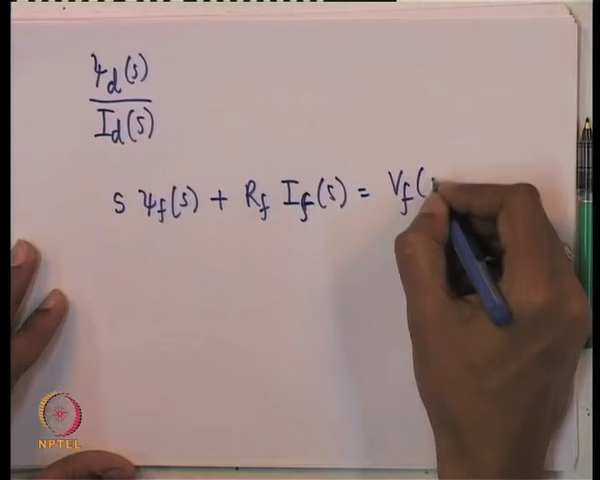 ψd(s)
Id(s)
s ψf(s) + Rf If(s) = Vf(
NPTEL